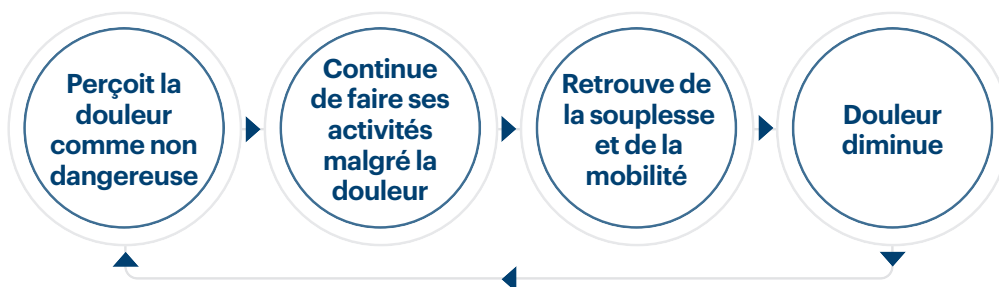 Perçoit la
douleur
comme non
dangereuse
Continue
de faire ses
activités
malgré la
douleur
Retrouve de
la souplesse
et de la
mobilité
Douleur
diminue